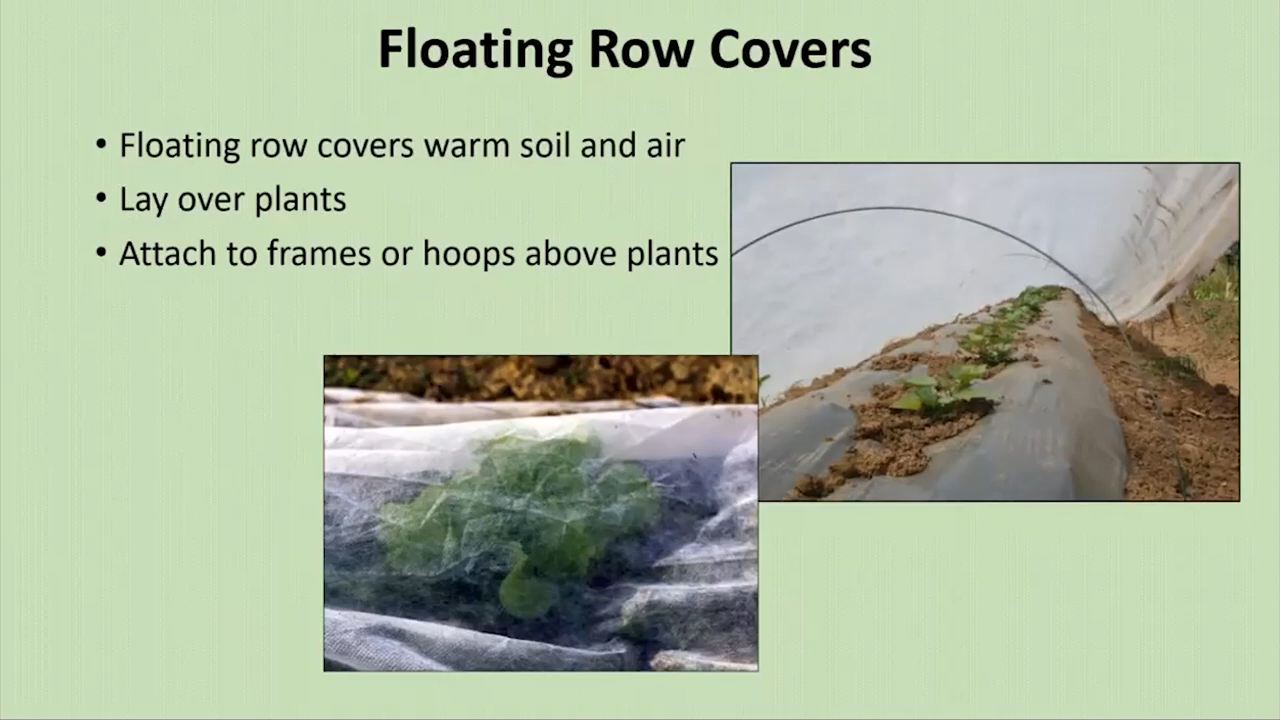 Floating Row Covers
• Floating row covers warm soil and air
• Lay over plants
• Attach to frames or hoops above plants